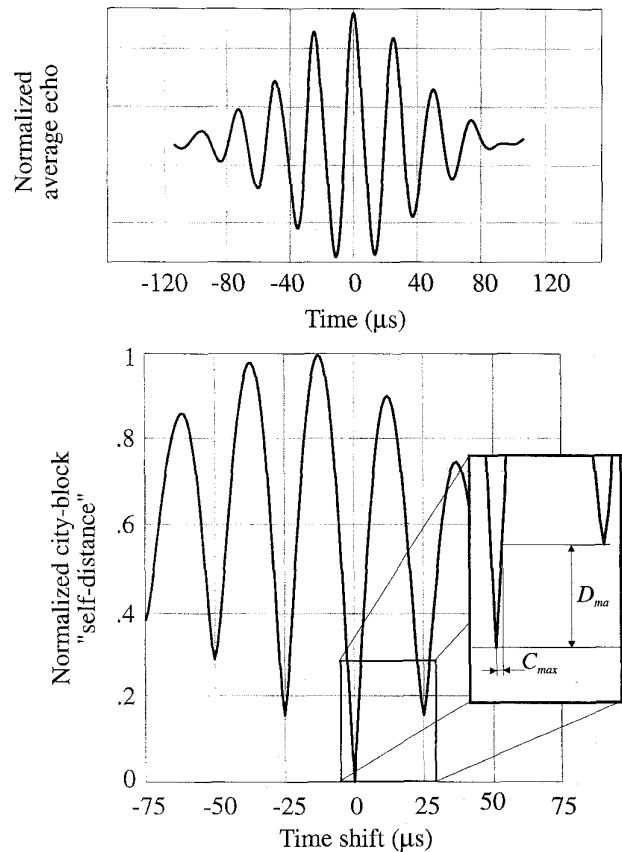 Normalized
average echo
-120 -80 -40 0 40 80 120
Time (μs)
Normalized city-block
"self-distance"
1
.8
.6
.4
.2
0
D_ma
C_max
-75 -50 -25 0 25 50 75
Time shift (μs)